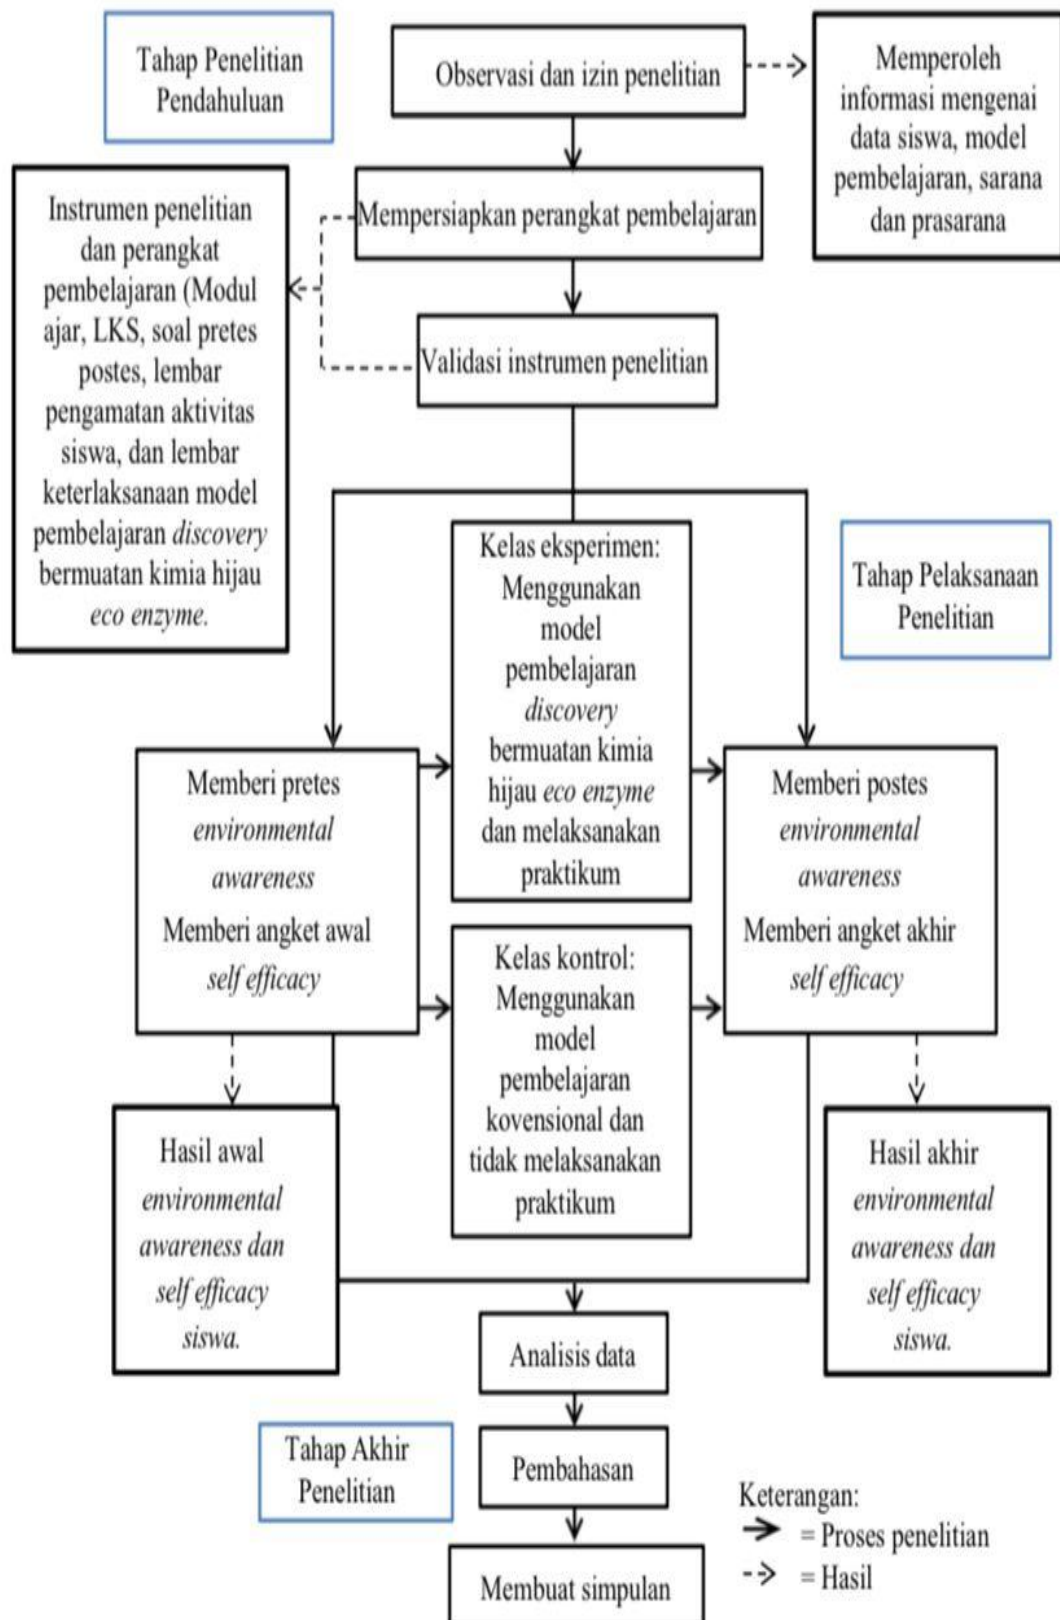 Tahap Penelitian
Pendahuluan
Observasi dan izin penelitian
Memperoleh
informasi mengenai
data siswa, model
pembelajaran, sarana
dan prasarana
Mempersiapkan perangkat pembelajaran
Instrumen penelitian
dan perangkat
pembelajaran (Modul
ajar, LKS, soal pretes
postes, lembar
pengamatan aktivitas
siswa, dan lembar
keterlaksanaan model
pembelajaran discovery
bermuatan kimia hijau
eco enzyme.
Validasi instrumen penelitian
Tahap Pelaksanaan
Penelitian
Memberi pretes
environmental
awareness
Memberi angket awal
self efficacy
Kelas eksperimen:
Menggunakan
model
pembelajaran
discovery
bermuatan kimia
hijau eco enzyme
dan melaksanakan
praktikum
Kelas kontrol:
Menggunakan
model
pembelajaran
kovensional dan
tidak melaksanakan
praktikum
Memberi postes
environmental
awareness
Memberi angket akhir
self efficacy
Hasil awal
environmental
awareness dan
self efficacy
siswa.
Hasil akhir
environmental
awareness dan
self efficacy
siswa.
Analisis data
Tahap Akhir
Penelitian
Pembahasan
Membuat simpulan
Keterangan:
= Proses penelitian
= Hasil